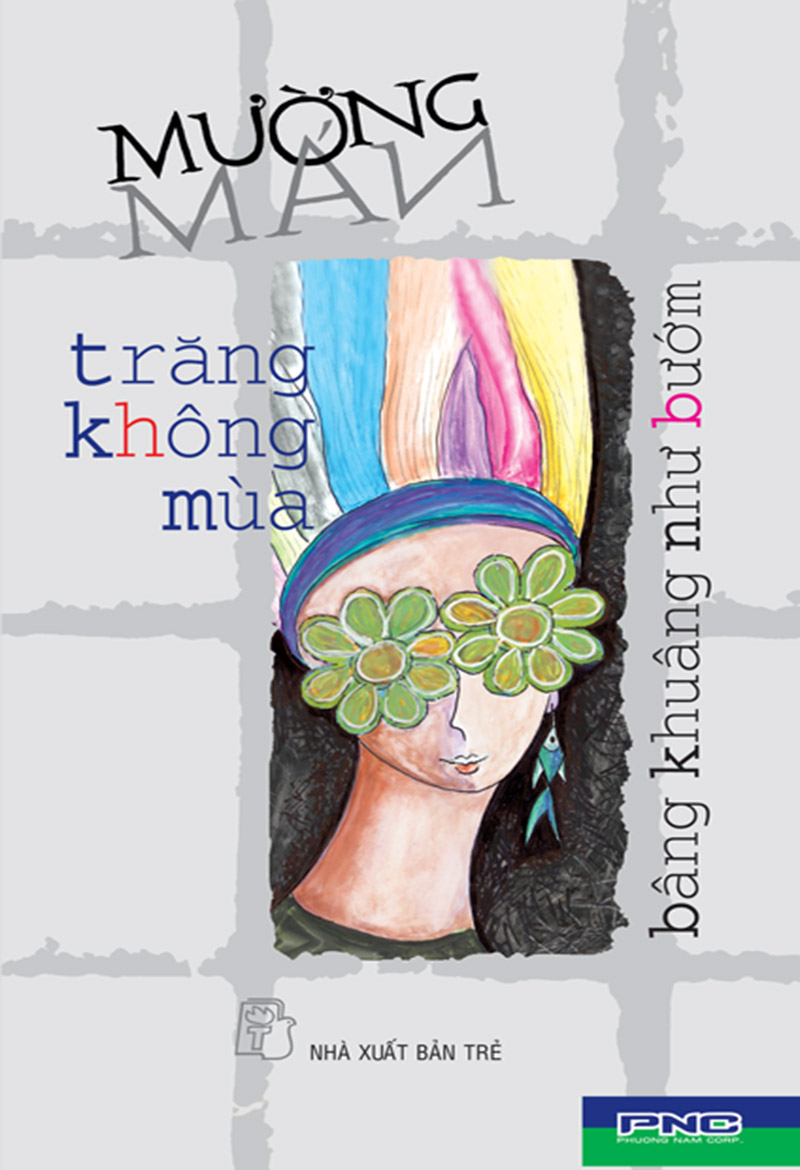 MƯỜNG
MÁN
trăng
không
mùa
bâng khuâng như bướm
NHÀ XUẤT BẢN TRẺ
PNC
PHUONG NAM CORP.